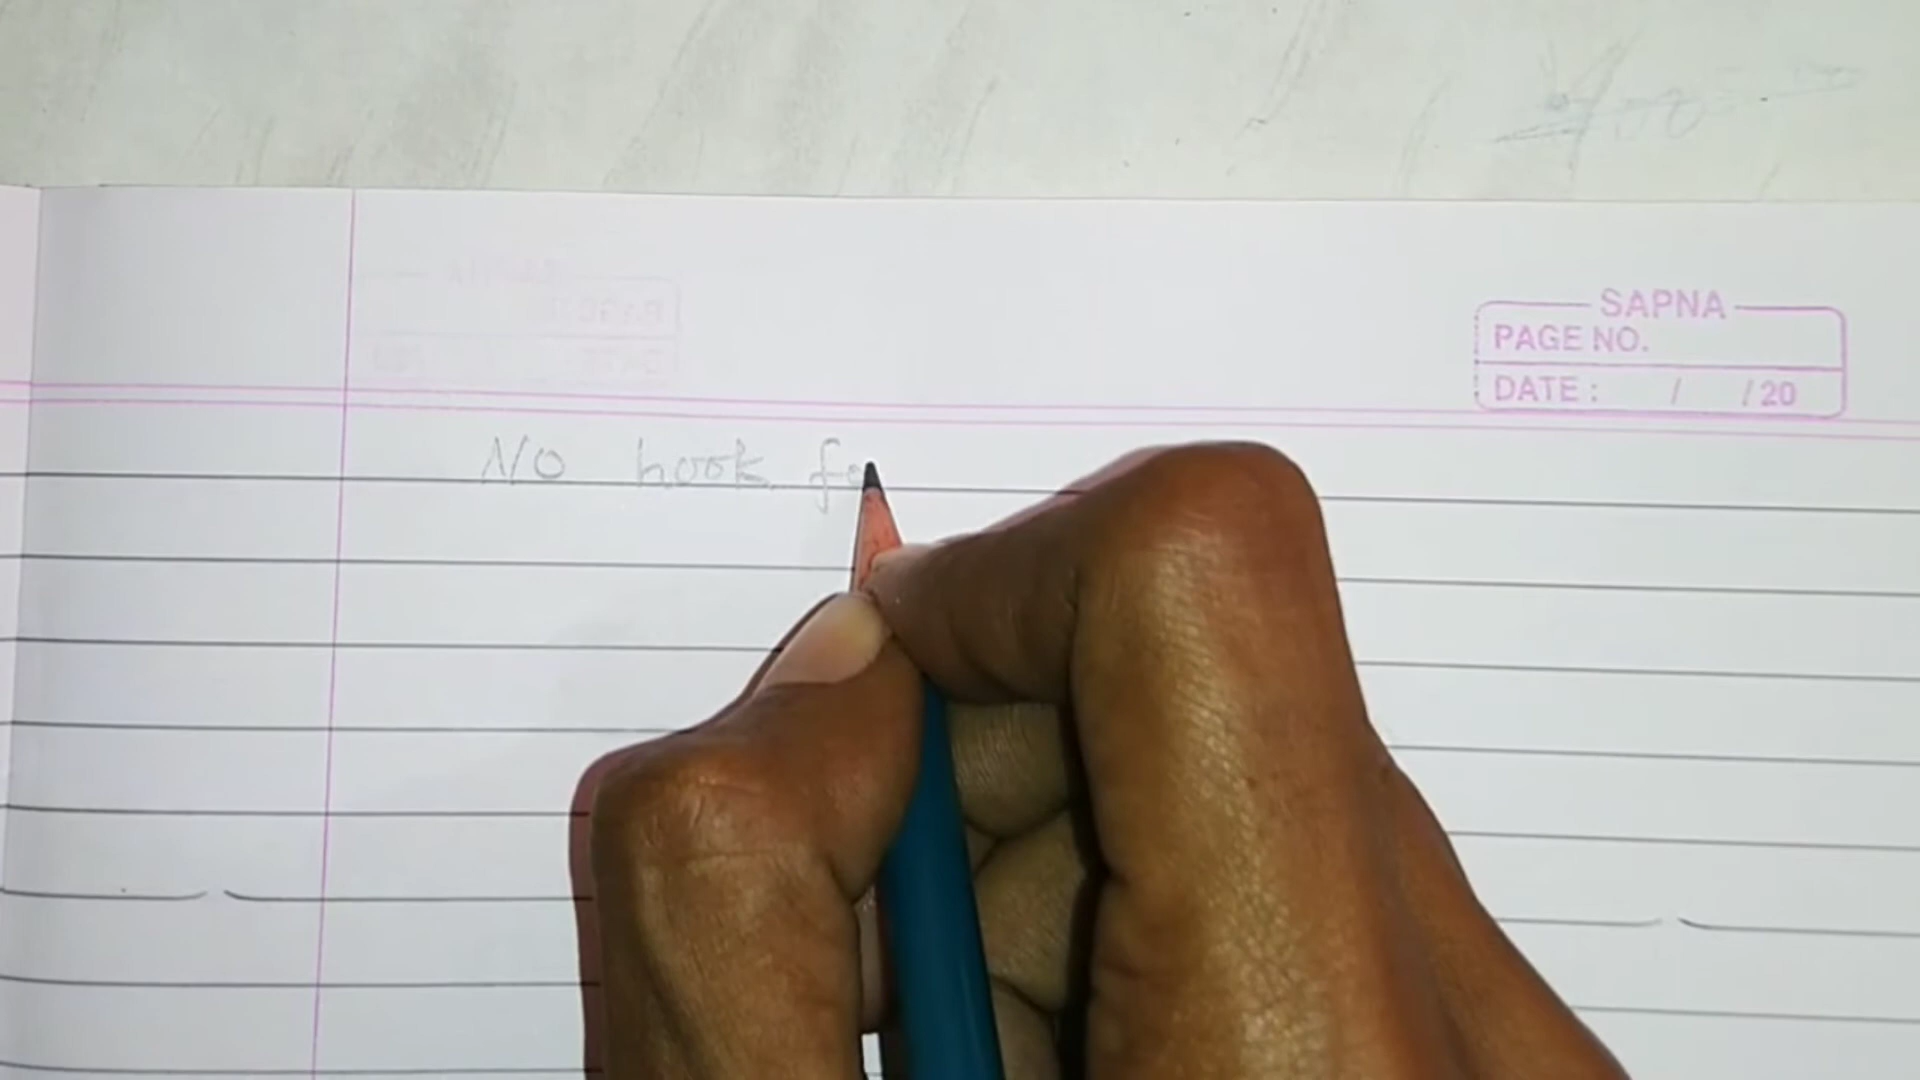 SAPNA
PAGE NO.
DATE : / / 20
No hook fo